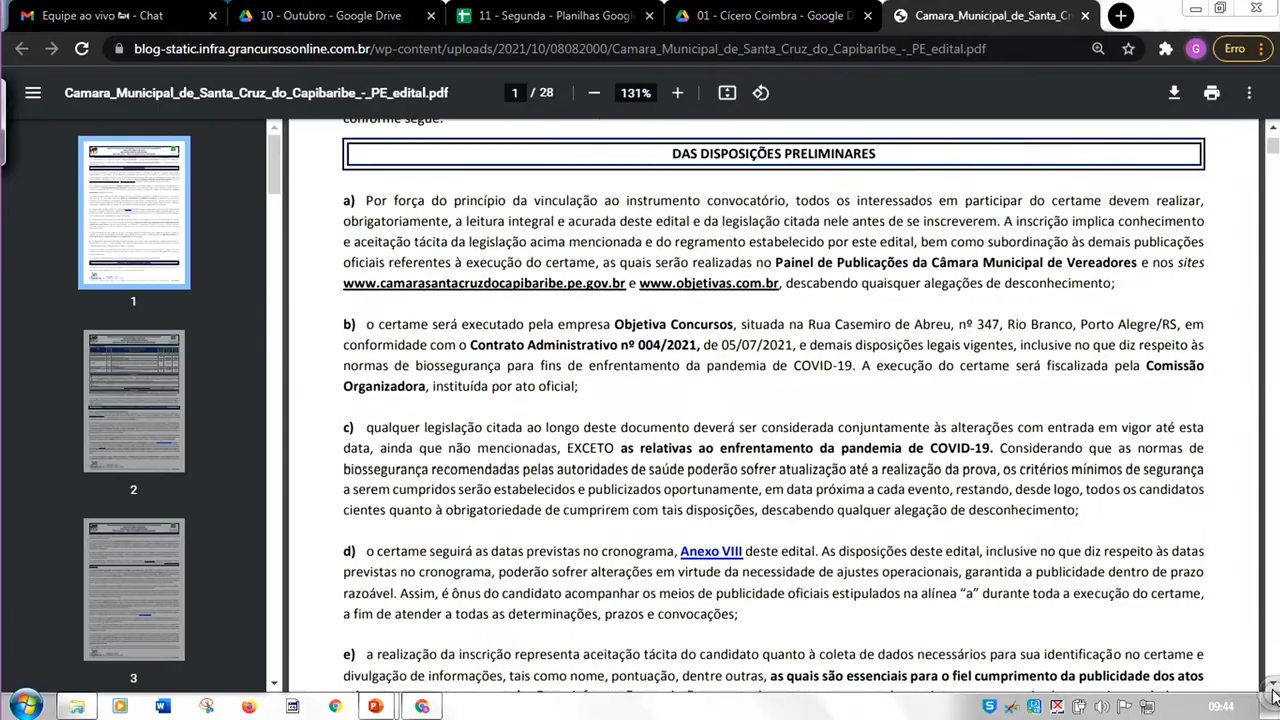 Equipe ao vivo
- Chat
10 - Outubro - Google Drive
11 - Setembro - Planilhas Googl
01 - Cícero Coimbra - Google D
Camara_Municipal_de_Santa_Cr
blog-static.infra.grancursosonline.com.br/wp-content/uploads/2021/10/01082000/Camara_Municipal_de_Santa_Cruz_do_Capibaribe_-_PE_edital.pdf
G
Erro
Camara_Municipal_de_Santa_Cruz_do_Capibaribe_-_PE_edital.pdf
1 / 28
131%
1
2
3
conforme segue:
DAS DISPOSIÇÕES PRELIMINARES
a) Por força do princípio da vinculação ao instrumento convocatório, todos os interessados em participar do certame devem realizar,
obrigatoriamente, a leitura integral e acurada deste edital e da legislação citada nele antes de se inscreverem. A inscrição implica conhecimento
e aceitação tácita da legislação acima mencionada e do regramento estabelecido por este edital, bem como subordinação às demais publicações
oficiais referentes à execução do certame, as quais serão realizadas no Painel de Publicações da Câmara Municipal de Vereadores e nos sites
www.camarasantacruzdocapibaribe.pe.gov.br e www.objetivas.com.br, descabendo quaisquer alegações de desconhecimento;
b) o certame será executado pela empresa Objetiva Concursos, situada da Rua Casemiro de Abreu, nº 347, Rio Branco, Porto Alegre/RS, em
conformidade com o Contrato Administrativo nº 004/2021, de 05/07/2021, e demais disposições legais vigentes, inclusive no que diz respeito às
normas de biossegurança para fins de enfrentamento da pandemia de COVID-19. A execução do certame será fiscalizada pela Comissão
Organizadora, instituída por ato oficial;
c) qualquer legislação citada ao longo deste documento deverá ser considerada conjuntamente às alterações com entrada em vigor até esta
data, ainda que não mencionadas, EXCETO as relativas ao enfrentamento da pandemia de COVID-19. Considerando que as normas de
biossegurança recomendadas pelas autoridades de saúde poderão sofrer atualização até a realização da prova, os critérios mínimos de segurança
a serem cumpridos serão estabelecidos e publicizados oportunamente, em data próxima a cada evento, restando, desde logo, todos os candidatos
cientes quanto à obrigatoriedade de cumprirem com tais disposições, descabendo qualquer alegação de desconhecimento;
d) o certame seguirá as datas previstas no cronograma, Anexo VIII deste edital. As disposições deste edital, inclusive no que diz respeito às datas
previstas no cronograma, poderão sofrer alterações em virtude da necessidade de ajustes operacionais, garantida a publicidade dentro de prazo
razoável. Assim, é ônus do candidato acompanhar os meios de publicidade oficiais estipulados na alínea "a" durante toda a execução do certame,
a fim de atender a todas as determinações, prazos e convocações;
e) a realização da inscrição representa aceitação tácita do candidato quanto à coleta de dados necessários para sua identificação no certame e
divulgação de informações, tais como nome, pontuação, dentre outras, as quais são essenciais para o fiel cumprimento da publicidade dos atos
09:44